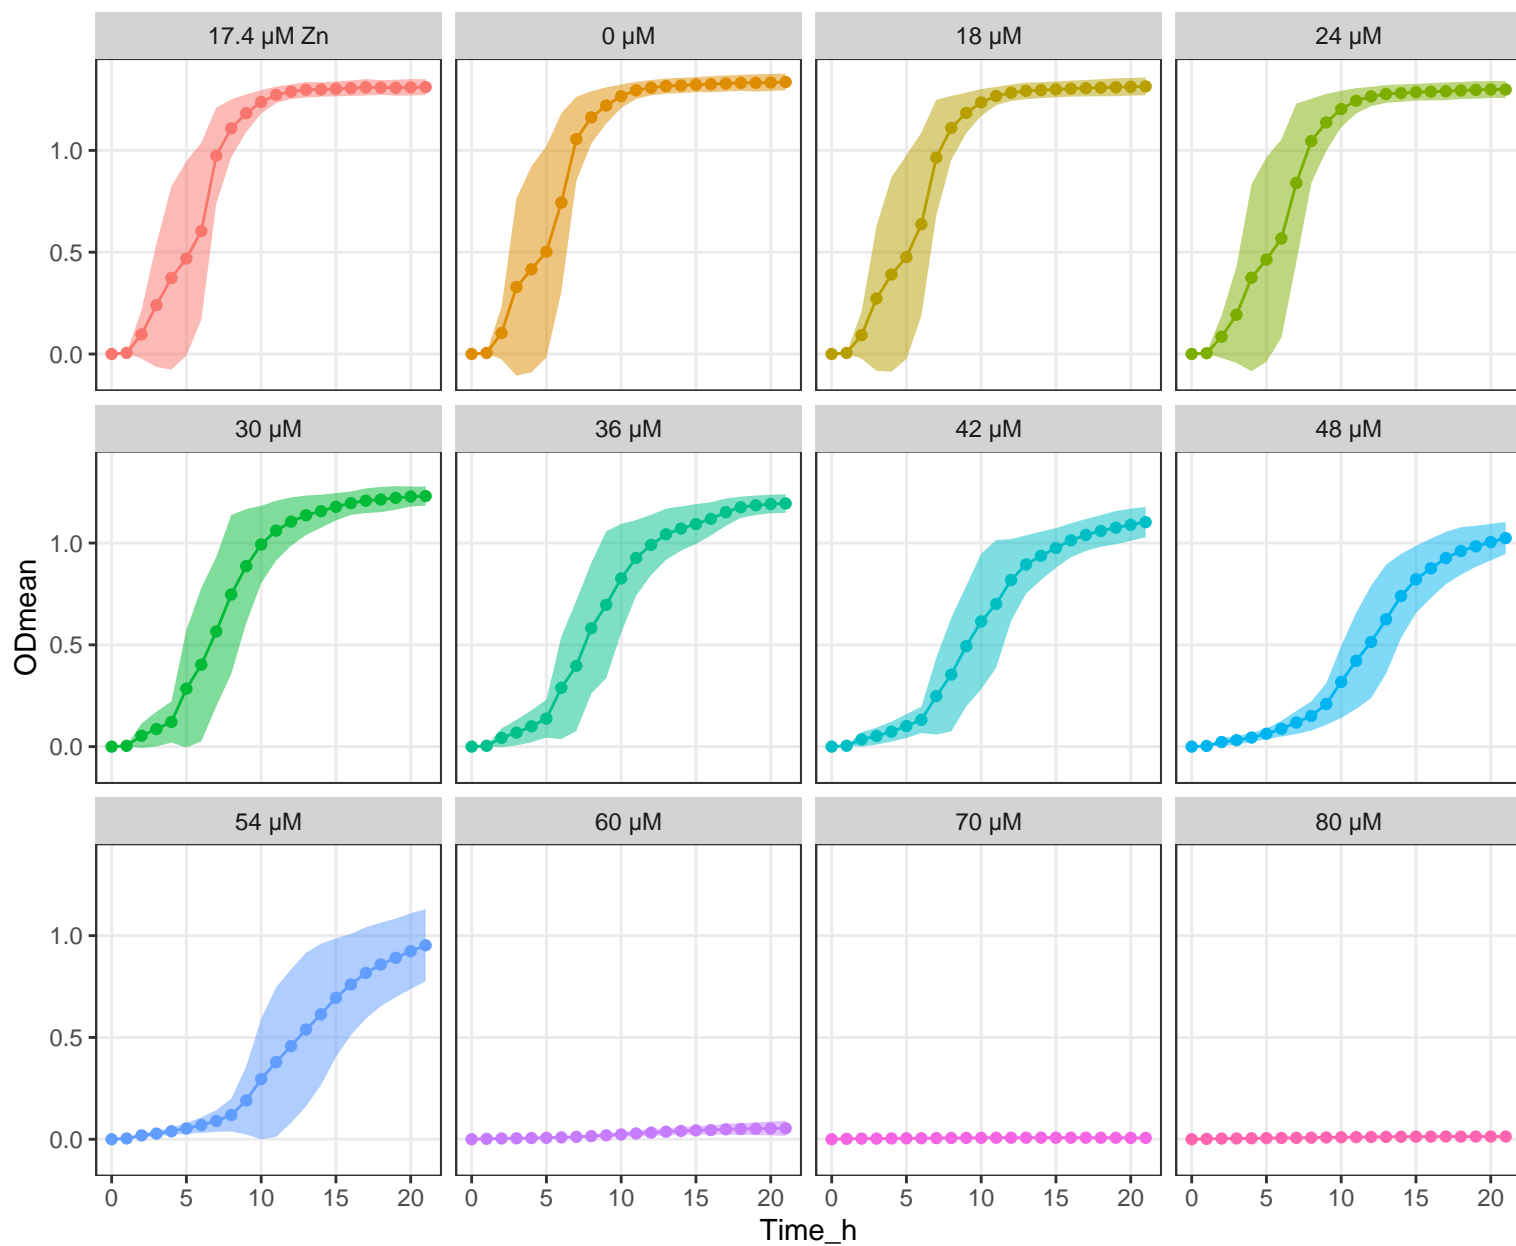 17.4 µM Zn
0 µM
18 µM
24 µM
1.0
0.5
0.0
30 µM
36 µM
42 µM
48 µM
1.0
0.5
0.0
ODmean
54 µM
60 µM
70 µM
80 µM
1.0
0.5
0.0
0 5 10 15 20 0 5 10 15 20 0 5 10 15 20 0 5 10 15 20
Time_h